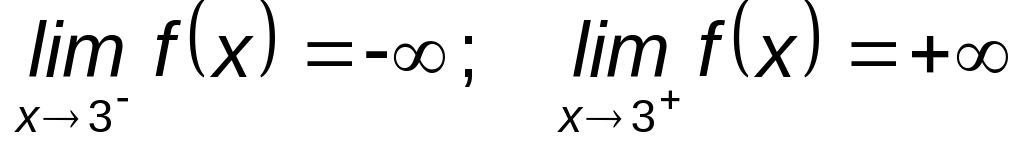 lim f(x) = -∞ ; lim f(x) = +∞
x→3⁻ x→3⁺